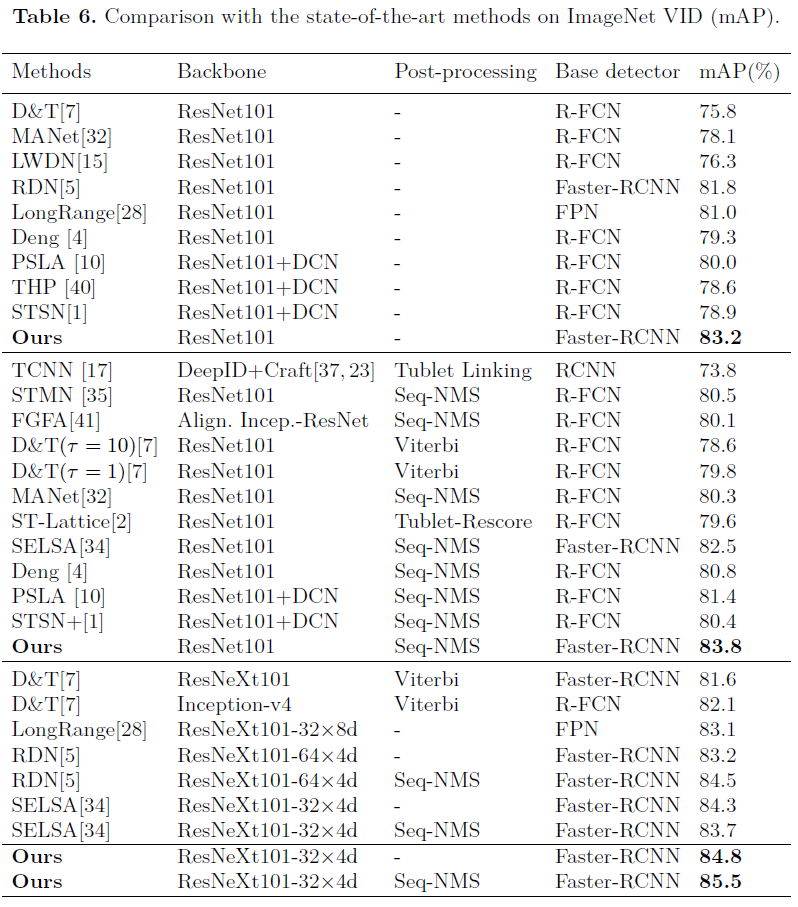 Table 6. Comparison with the state-of-the-art methods on ImageNet VID (mAP).
Methods Backbone Post-processing Base detector mAP(%)
D&T[7] ResNet101 - R-FCN 75.8
MANet[32] ResNet101 - R-FCN 78.1
LWDN[15] ResNet101 - R-FCN 76.3
RDN[5] ResNet101 - Faster-RCNN 81.8
LongRange[28] ResNet101 - FPN 81.0
Deng [4] ResNet101 - R-FCN 79.3
PSLA [10] ResNet101+DCN - R-FCN 80.0
THP [40] ResNet101+DCN - R-FCN 78.6
STSN[1] ResNet101+DCN - R-FCN 78.9
Ours ResNet101 - Faster-RCNN 83.2
TCNN [17] DeepID+Craft[37, 23] Tublet Linking RCNN 73.8
STMN [35] ResNet101 Seq-NMS R-FCN 80.5
FGFA[41] Align. Incep.-ResNet Seq-NMS R-FCN 80.1
D&T(τ = 10)[7] ResNet101 Viterbi R-FCN 78.6
D&T(τ = 1)[7] ResNet101 Viterbi R-FCN 79.8
MANet[32] ResNet101 Seq-NMS R-FCN 80.3
ST-Lattice[2] ResNet101 Tublet-Rescore R-FCN 79.6
SELSA[34] ResNet101 Seq-NMS Faster-RCNN 82.5
Deng [4] ResNet101 Seq-NMS R-FCN 80.8
PSLA [10] ResNet101+DCN Seq-NMS R-FCN 81.4
STSN+[1] ResNet101+DCN Seq-NMS R-FCN 80.4
Ours ResNet101 Seq-NMS Faster-RCNN 83.8
D&T[7] ResNeXt101 Viterbi Faster-RCNN 81.6
D&T[7] Inception-v4 Viterbi R-FCN 82.1
LongRange[28] ResNeXt101-32×8d - FPN 83.1
RDN[5] ResNeXt101-64×4d - Faster-RCNN 83.2
RDN[5] ResNeXt101-64×4d Seq-NMS Faster-RCNN 84.5
SELSA[34] ResNeXt101-32×4d - Faster-RCNN 84.3
SELSA[34] ResNeXt101-32×4d Seq-NMS Faster-RCNN 83.7
Ours ResNeXt101-32×4d - Faster-RCNN 84.8
Ours ResNeXt101-32×4d Seq-NMS Faster-RCNN 85.5